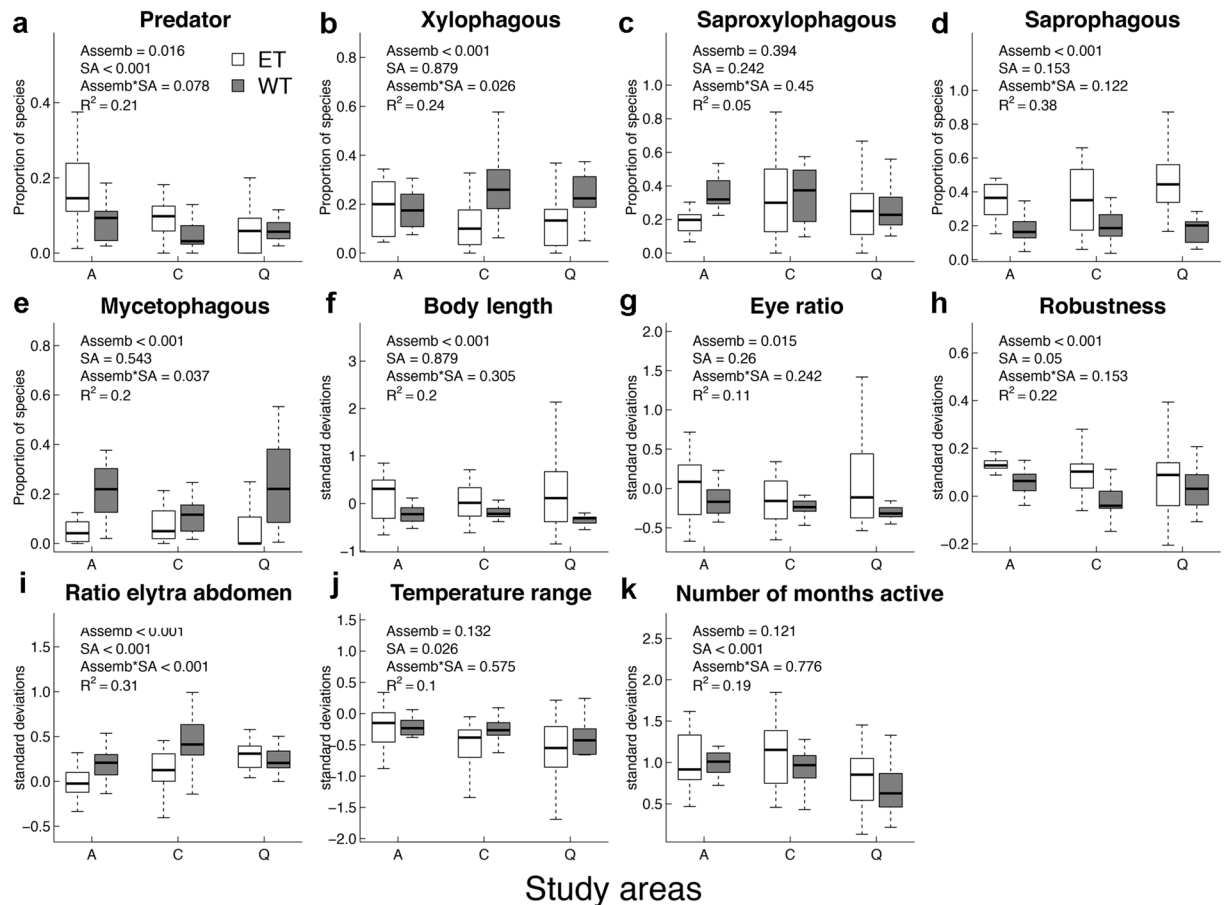 a Predator
Assemb = 0.016
SA < 0.001
Assemb*SA = 0.078
R² = 0.21
ET
WT
Proportion of species
0.4
0.2
0.0
A C Q
b Xylophagous
Assemb < 0.001
SA = 0.879
Assemb*SA = 0.026
R² = 0.24
Proportion of species
0.8
0.6
0.4
0.2
0.0
A C Q
c Saproxylophagous
Assemb = 0.394
SA = 0.242
Assemb*SA = 0.45
R² = 0.05
Proportion of species
1.0
0.8
0.6
0.4
0.2
0.0
A C Q
d Saprophagous
Assemb < 0.001
SA = 0.153
Assemb*SA = 0.122
R² = 0.38
Proportion of species
1.0
0.8
0.6
0.4
0.2
0.0
A C Q
e Mycetophagous
Assemb < 0.001
SA = 0.543
Assemb*SA = 0.037
R² = 0.2
Proportion of species
0.8
0.6
0.4
0.2
0.0
A C Q
f Body length
Assemb < 0.001
SA = 0.879
Assemb*SA = 0.305
R² = 0.2
standard deviations
3
2
1
0
−1
A C Q
g Eye ratio
Assemb = 0.015
SA = 0.26
Assemb*SA = 0.242
R² = 0.11
standard deviations
2.0
1.5
1.0
0.5
0.0
−0.5
A C Q
h Robustness
Assemb < 0.001
SA = 0.05
Assemb*SA = 0.153
R² = 0.22
standard deviations
0.6
0.4
0.2
0.0
−0.2
A C Q
i Ratio elytra abdomen
Assemb < 0.001
SA < 0.001
Assemb*SA < 0.001
R² = 0.31
standard deviations
1.5
1.0
0.5
0.0
−0.5
A C Q
j Temperature range
Assemb = 0.132
SA = 0.026
Assemb*SA = 0.575
R² = 0.1
standard deviations
1.5
1.0
0.5
0.0
−0.5
−1.0
−1.5
−2.0
A C Q
k Number of months active
Assemb = 0.121
SA < 0.001
Assemb*SA = 0.776
R² = 0.19
standard deviations
2.5
2.0
1.5
1.0
0.5
A C Q
Study areas